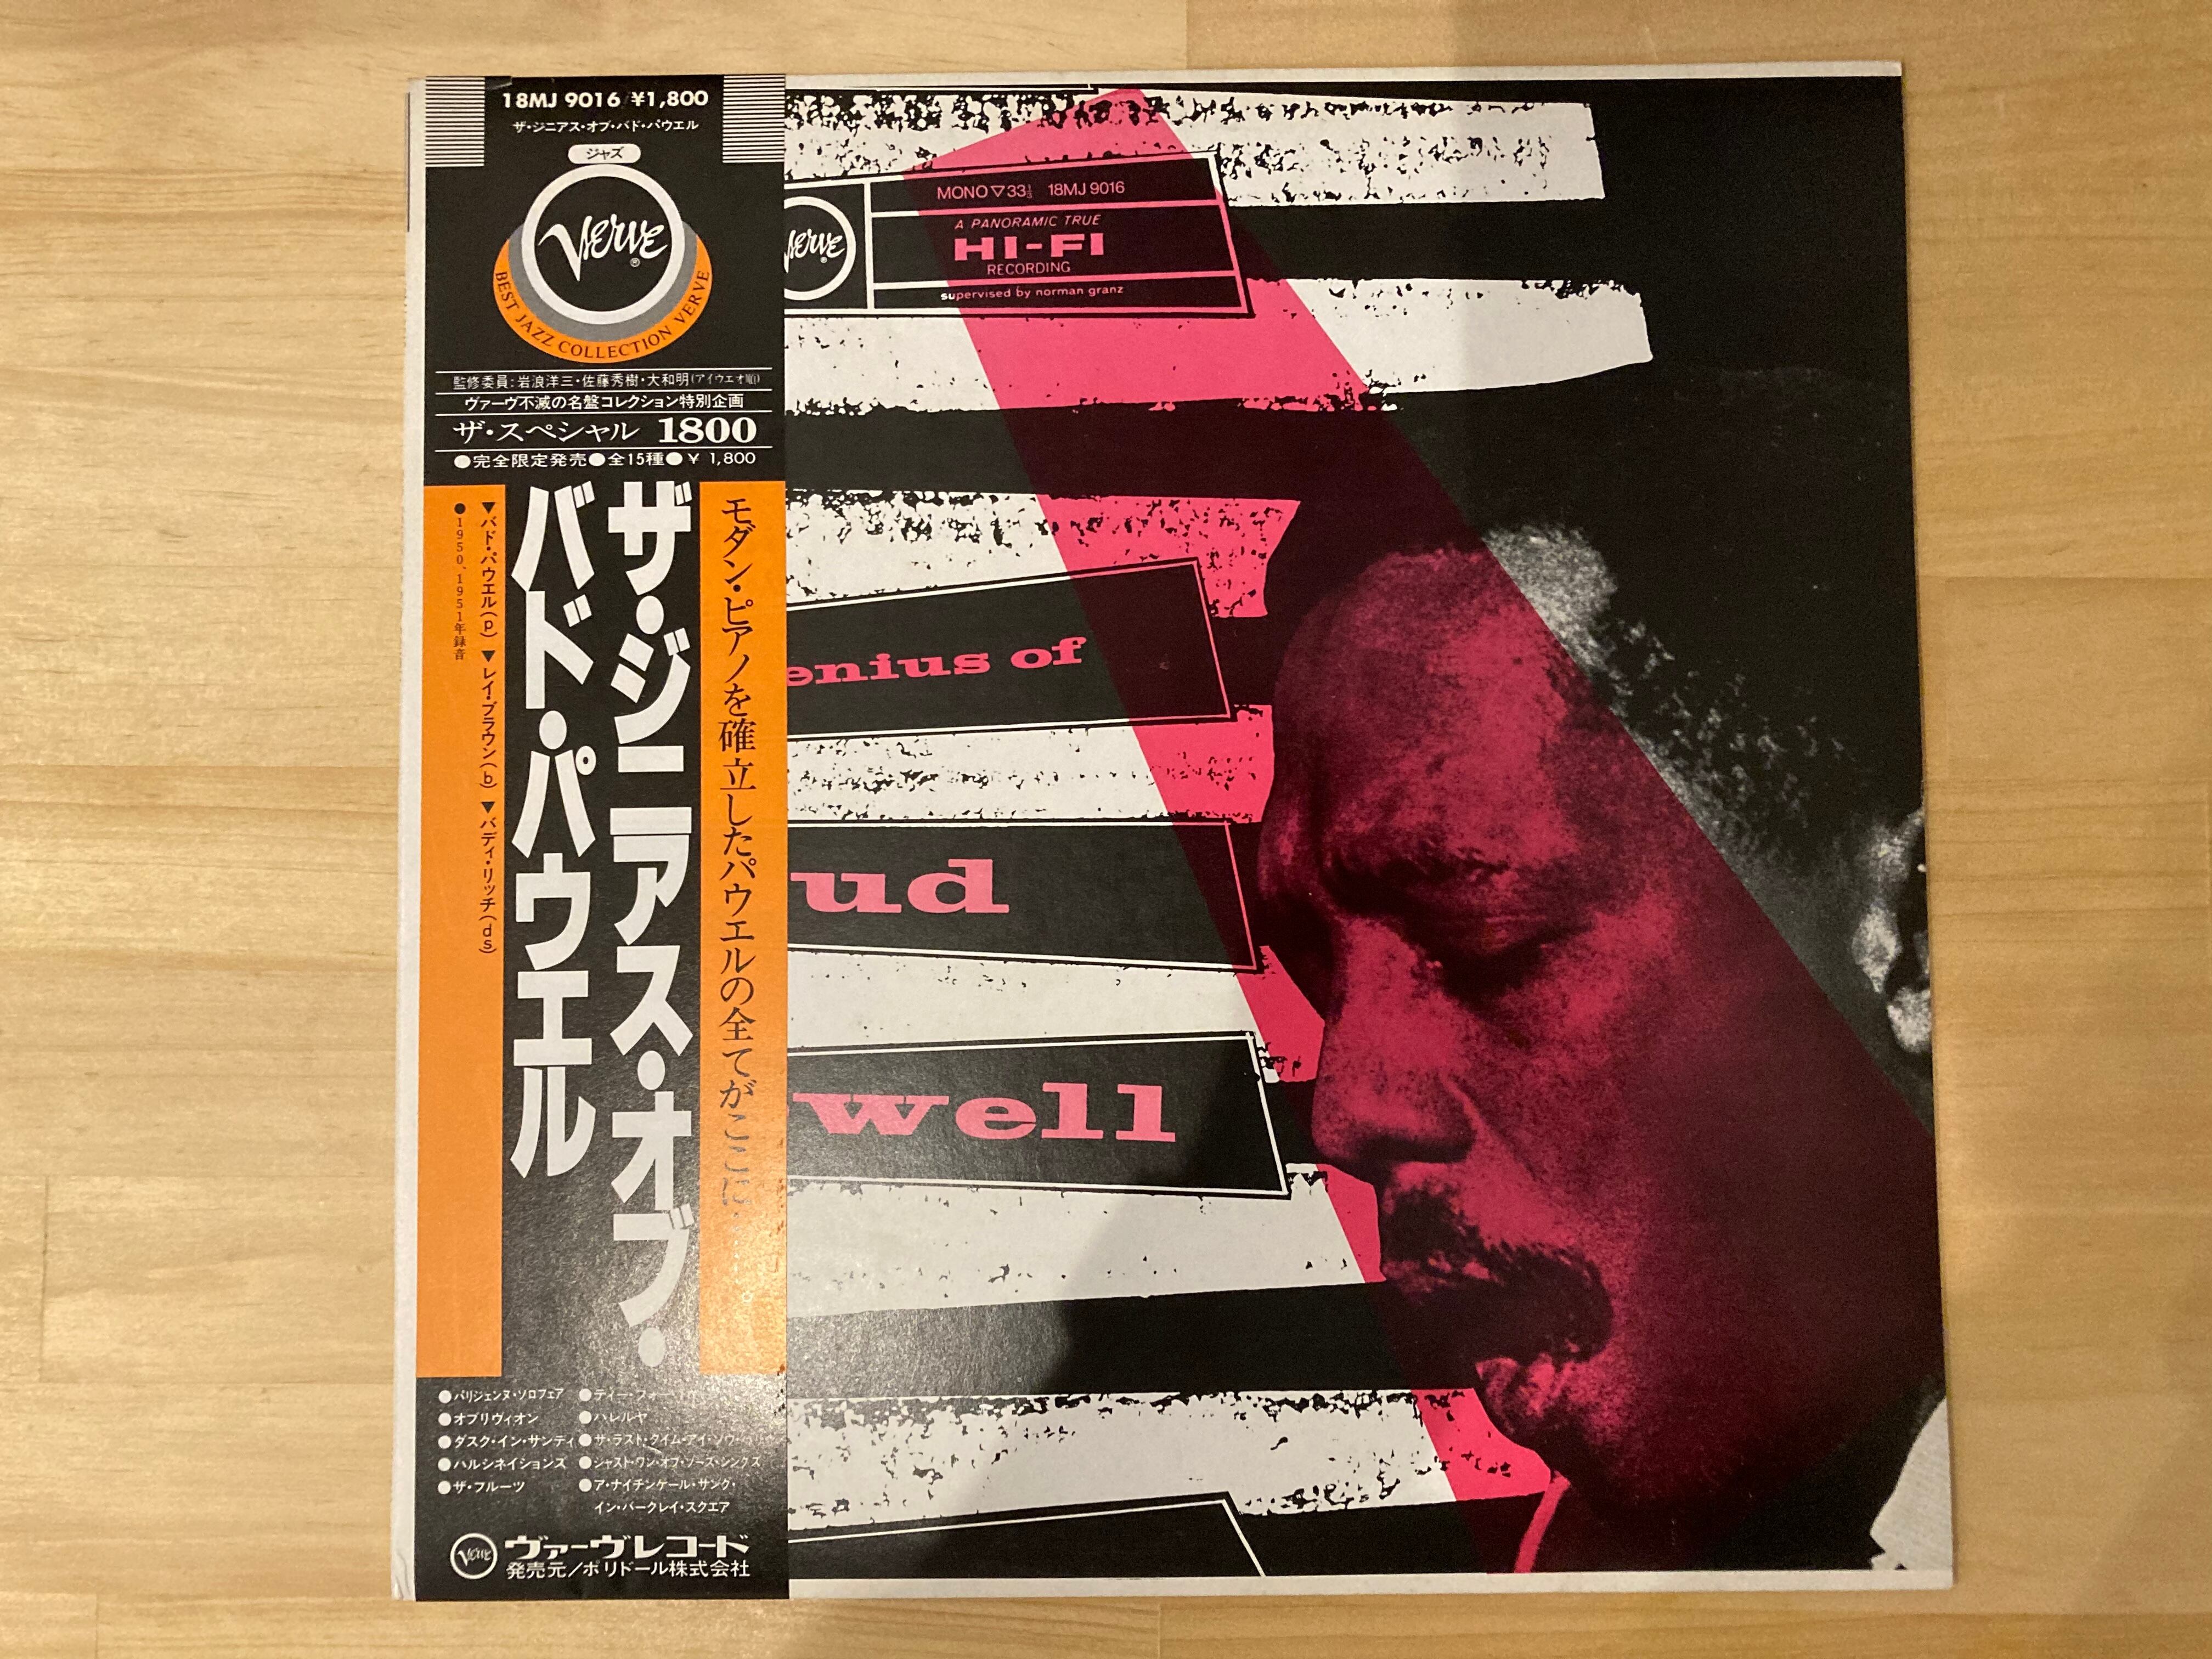 18MJ 9016 ¥1,800
ザ・ジニアス・オブ・バド・パウエル
ジャズ
Verve®
BEST JAZZ COLLECTION VERVE
監修委員:岩浪洋三・佐藤秀樹・大和明(アイウエオ順)
ヴァーヴ不滅の名盤コレクション特別企画
ザ・スペシャル 1800
●完全限定発売●全15種●¥ 1,800
モダン・ピアノを確立したパウエルの全てがここに
ザ・ジニアス・オブ・
バド・パウエル
▼バド・パウエル(p) ▼レイ・ブラウン(b) ▼バディ・リッチ(ds)
●1950、1951年録音
●パリジェンヌ・ソロフェア
●オブリヴィオン
●ダスク・イン・サンディ
●ハルシネイションズ
●ザ・フルーツ
●ティー・フォー
●ハレルヤ
●ザ・ラスト・タイム・アイ・ソウ
●ジャスト・ワン・オブ・ゾーズ・シングス
●ア・ナイチンゲール・サング・
イン・バークレイ・スクエア
Verve ヴァーヴレコード
発売元/ポリドール株式会社
MONO▽33⅓ 18MJ 9016
Verve®
A PANORAMIC TRUE
HI-FI
RECORDING
supervised by norman granz
enius of
ud
well